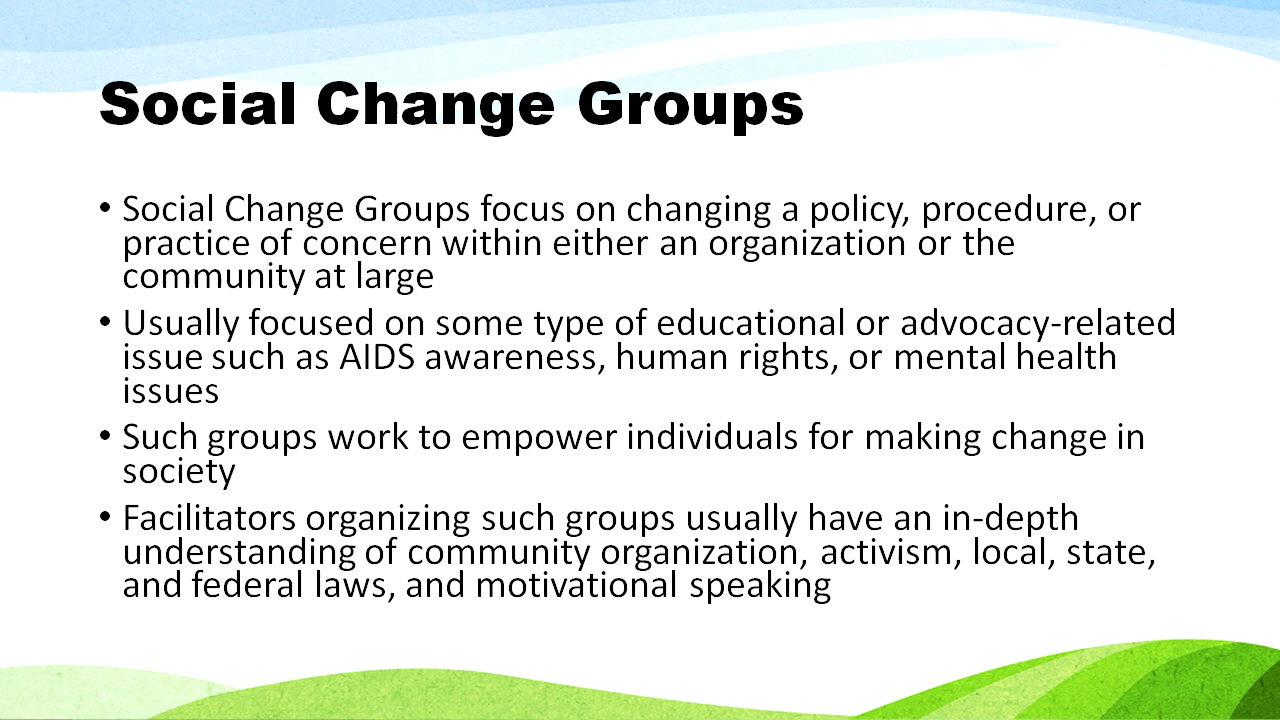 Social Change Groups
• Social Change Groups focus on changing a policy, procedure, or
practice of concern within either an organization or the
community at large
• Usually focused on some type of educational or advocacy-related
issue such as AIDS awareness, human rights, or mental health
issues
• Such groups work to empower individuals for making change in
society
• Facilitators organizing such groups usually have an in-depth
understanding of community organization, activism, local, state,
and federal laws, and motivational speaking